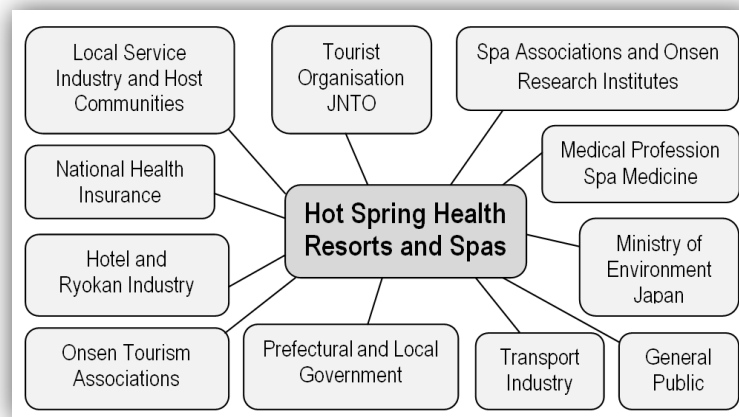 Local Service
Industry and Host
Communities
Tourist
Organisation
JNTO
Spa Associations and Onsen
Research Institutes
National Health
Insurance
Medical Profession
Spa Medicine
Hot Spring Health
Resorts and Spas
Hotel and
Ryokan Industry
Ministry of
Environment
Japan
Onsen Tourism
Associations
Prefectural and Local
Government
Transport
Industry
General
Public